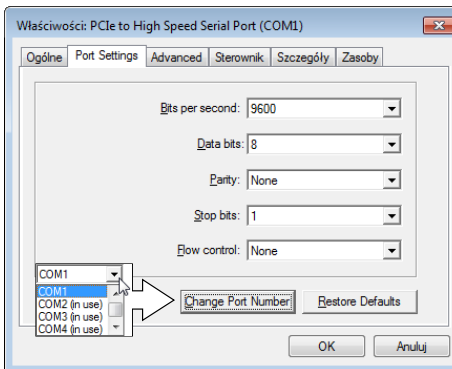 Właściwości: PCIe to High Speed Serial Port (COM1)
Ogólne Port Settings Advanced Sterownik Szczegóły Zasoby
Bits per second: 9600
Data bits: 8
Parity: None
Stop bits: 1
Flow control: None
COM1
COM1
COM2 (in use)
COM3 (in use)
COM4 (in use)
Change Port Number Restore Defaults
OK Anuluj